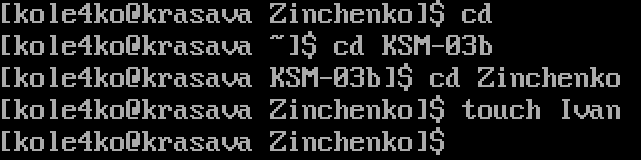 [kole4ko@krasava Zinchenko]$ cd
[kole4ko@krasava ~]$ cd KSM-03b
[kole4ko@krasava KSM-03b]$ cd Zinchenko
[kole4ko@krasava Zinchenko]$ touch Ivan
[kole4ko@krasava Zinchenko]$